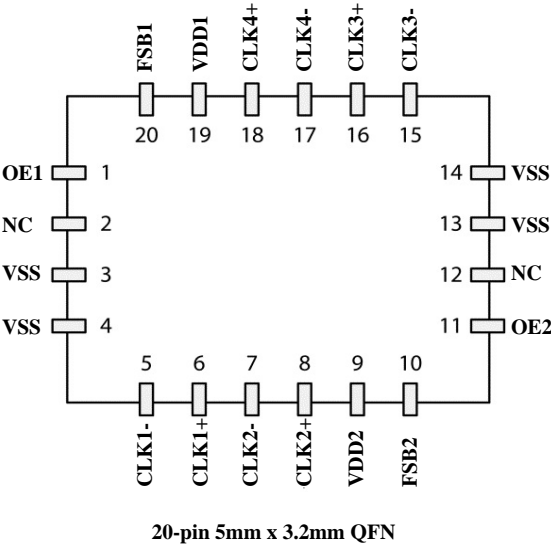 FSB1 VDD1 CLK4+ CLK4- CLK3+ CLK3-
20 19 18 17 16 15
OE1 1 14 VSS
NC 2 13 VSS
VSS 3 12 NC
VSS 4 11 OE2
5 6 7 8 9 10
CLK1- CLK1+ CLK2- CLK2+ VDD2 FSB2
20-pin 5mm x 3.2mm QFN